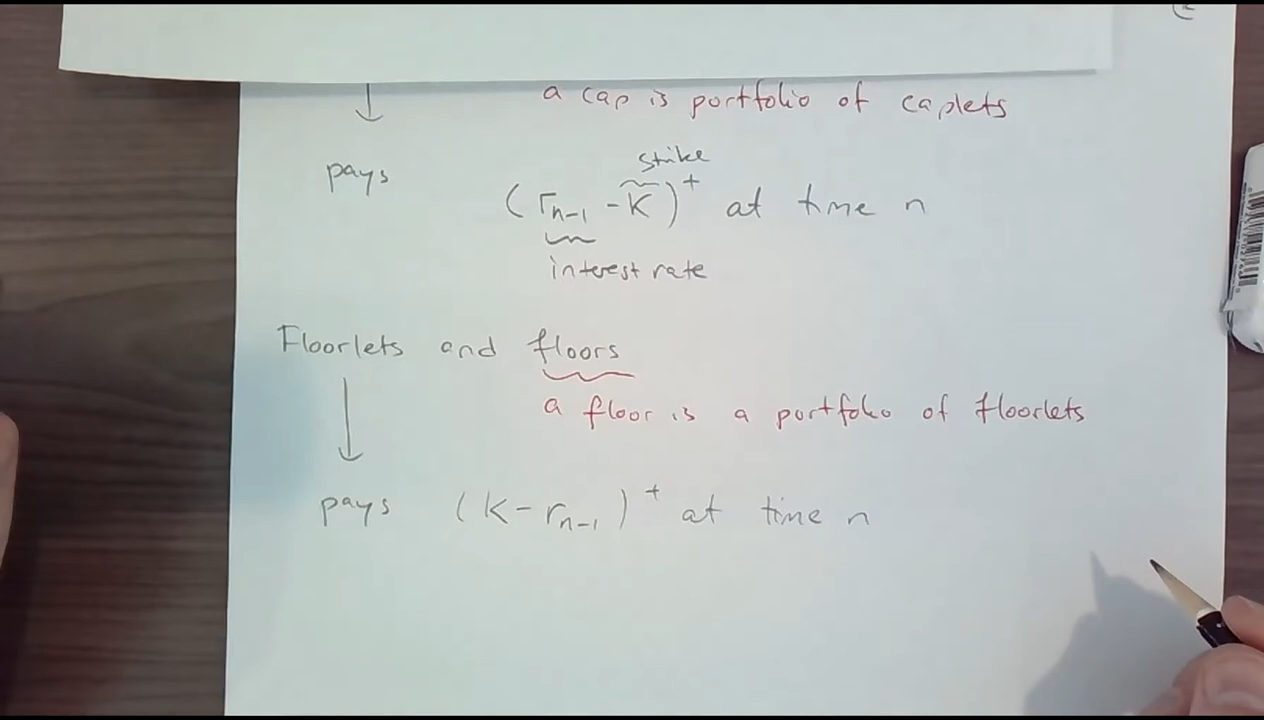 a cap is portfolio of caplets
strike
pays (r_{n-1} - K)^+ at time n
interest rate
Floorlets and floors
a floor is a portfolio of floorlets
pays (K - r_{n-1})^+ at time n